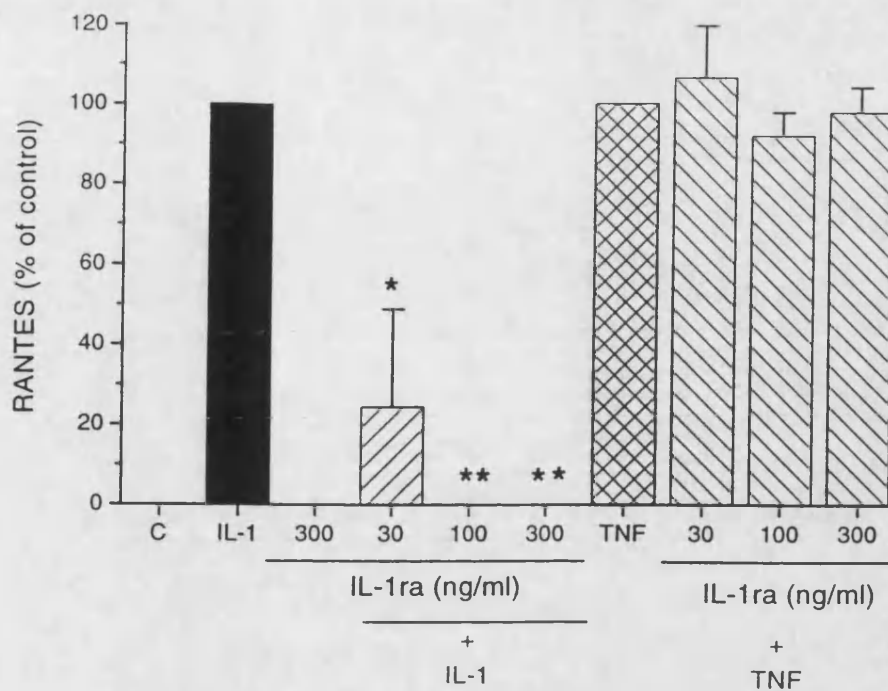 120
100
80
60
40
20
0
RANTES (% of control)
*
**
**
C IL-1 300 30 100 300 TNF 30 100 300
IL-1ra (ng/ml) IL-1ra (ng/ml)
+ +
IL-1 TNF